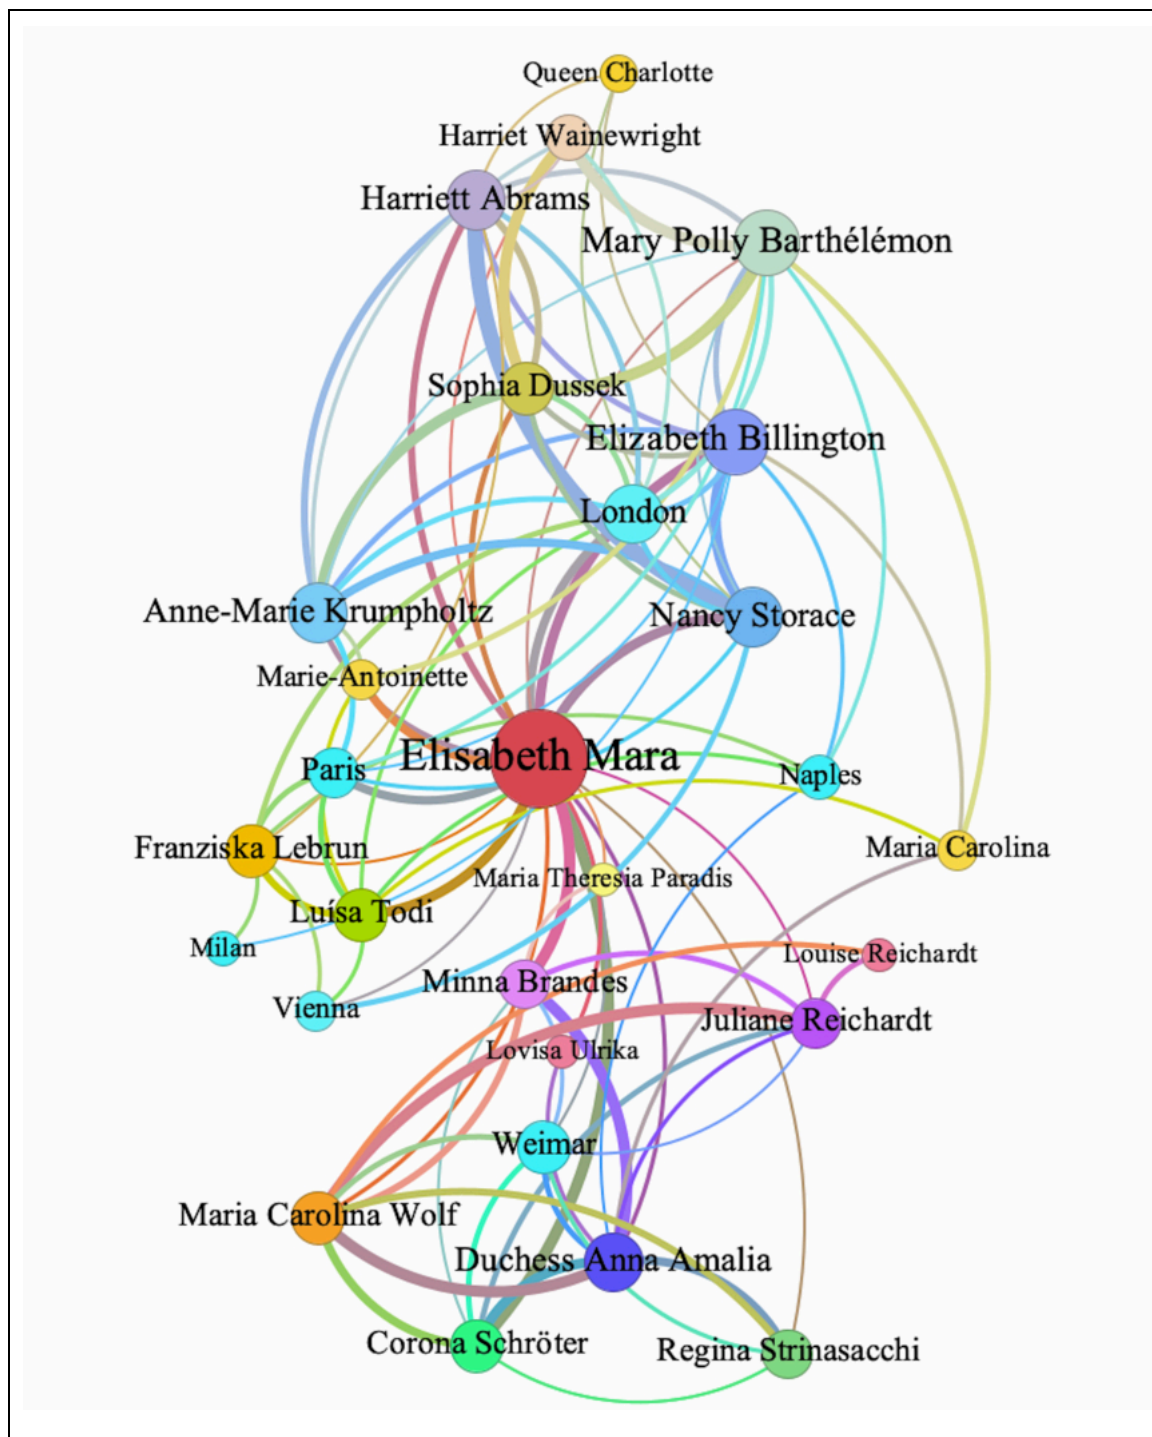 Queen Charlotte
Harriet Wainewright
Harriett Abrams
Mary Polly Barthélémon
Sophia Dussek
Elizabeth Billington
London
Anne-Marie Krumpholtz
Nancy Storace
Marie-Antoinette
Elisabeth Mara
Paris
Naples
Franziska Lebrun
Maria Carolina
Maria Theresia Paradis
Luísa Todi
Milan
Louise Reichardt
Minna Brandes
Vienna
Juliane Reichardt
Lovisa Ulrika
Weimar
Maria Carolina Wolf
Duchess Anna Amalia
Corona Schröter
Regina Strinasacchi